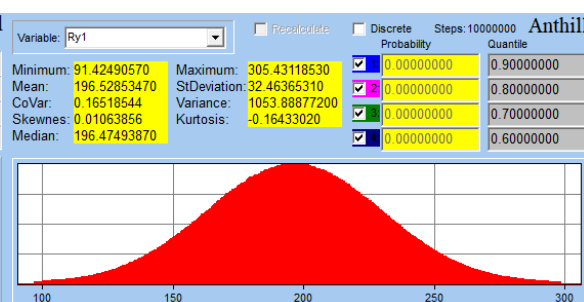 Variable: Ry1 Recalculate Discrete Steps:10000000 Anthill
Probability Quantile
Minimum: 91.42490570 Maximum: 305.43118530 1 0.00000000 0.90000000
Mean: 196.52853470 StDeviation: 32.46365310 2 0.00000000 0.80000000
CoVar: 0.16518544 Variance: 1053.88877200 3 0.00000000 0.70000000
Skewnes: 0.01063856 Kurtosis: -0.16433020 0.00000000 0.60000000
Median: 196.47493870
100 150 200 250 300